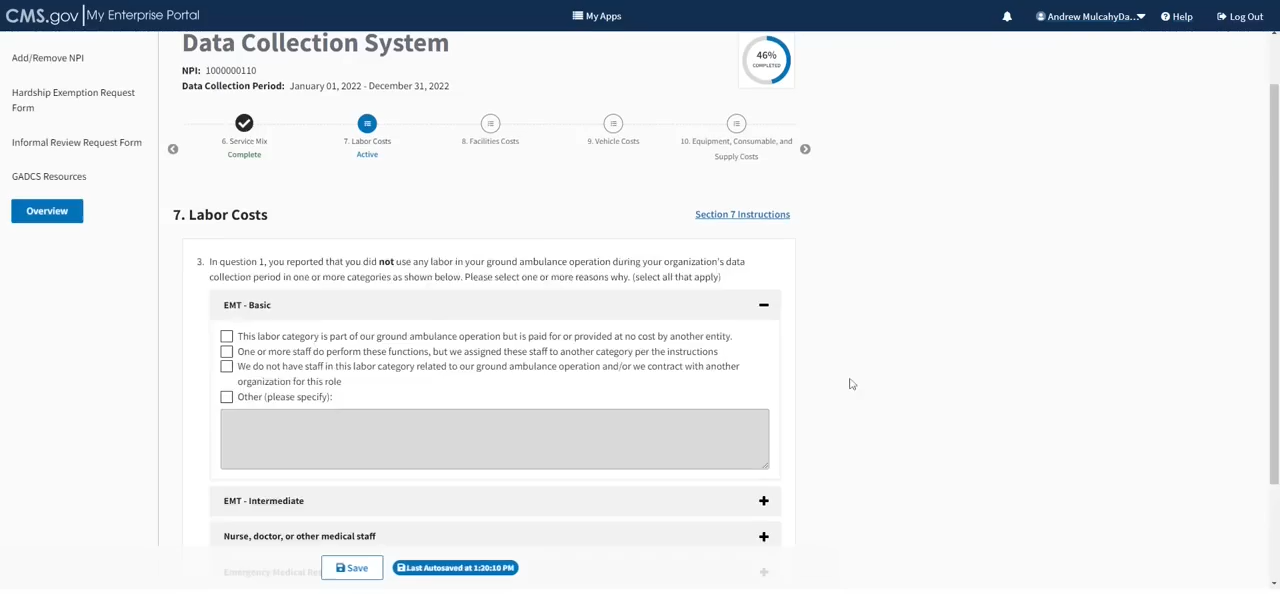 CMS.gov My Enterprise Portal
My Apps
Andrew MulcahyDa...
Help
Log Out
Add/Remove NPI
Hardship Exemption Request
Form
Informal Review Request Form
GADCS Resources
Overview
Data Collection System
NPI: 1000000110
Data Collection Period: January 01, 2022 - December 31, 2022
46%
COMPLETED
6. Service Mix
Complete
7. Labor Costs
Active
8. Facilities Costs
9. Vehicle Costs
10. Equipment, Consumable, and
Supply Costs
7. Labor Costs
Section 7 Instructions
3. In question 1, you reported that you did not use any labor in your ground ambulance operation during your organization's data
collection period in one or more categories as shown below. Please select one or more reasons why. (select all that apply)
EMT - Basic
This labor category is part of our ground ambulance operation but is paid for or provided at no cost by another entity.
One or more staff do perform these functions, but we assigned these staff to another category per the instructions
We do not have staff in this labor category related to our ground ambulance operation and/or we contract with another
organization for this role
Other (please specify):
EMT - Intermediate
Nurse, doctor, or other medical staff
Emergency Medical Res
Save
Last Autosaved at 1:20:10 PM